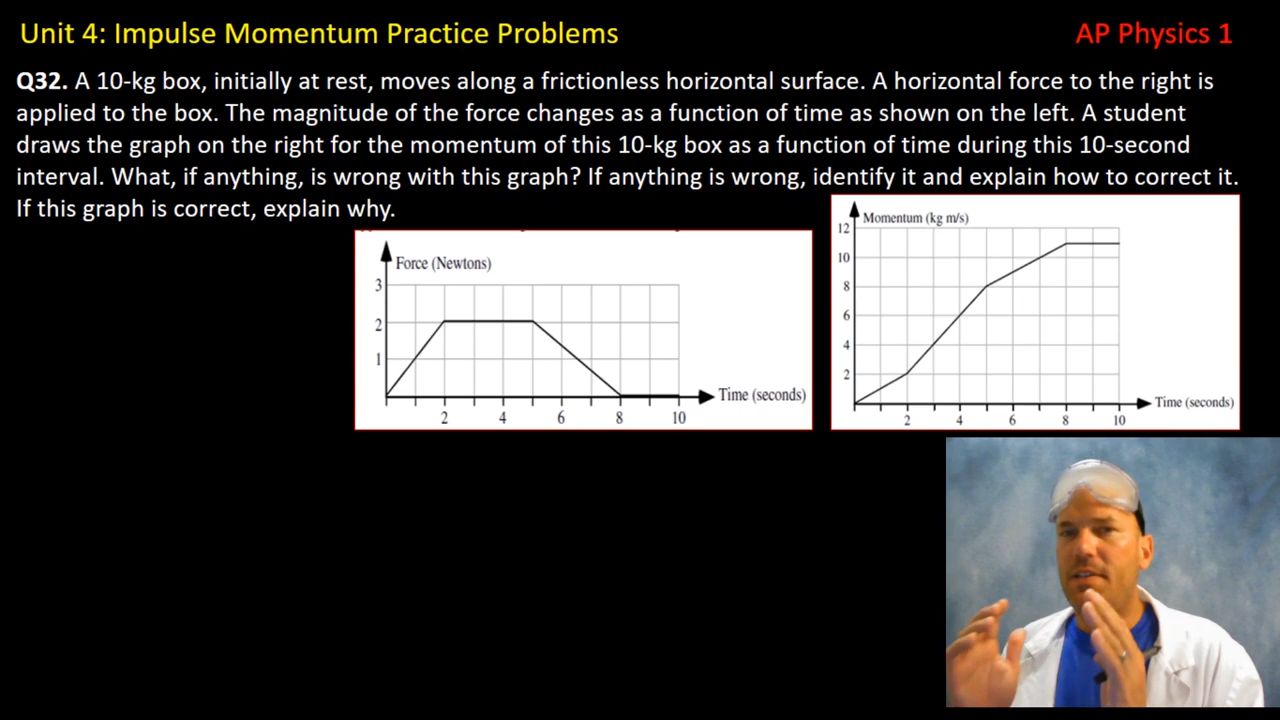 Unit 4: Impulse Momentum Practice Problems
AP Physics 1
Q32. A 10-kg box, initially at rest, moves along a frictionless horizontal surface. A horizontal force to the right is
applied to the box. The magnitude of the force changes as a function of time as shown on the left. A student
draws the graph on the right for the momentum of this 10-kg box as a function of time during this 10-second
interval. What, if anything, is wrong with this graph? If anything is wrong, identify it and explain how to correct it.
If this graph is correct, explain why.
Force (Newtons)
3
2
1
Time (seconds)
2 4 6 8 10
Momentum (kg m/s)
12
10
8
6
4
2
Time (seconds)
2 4 6 8 10